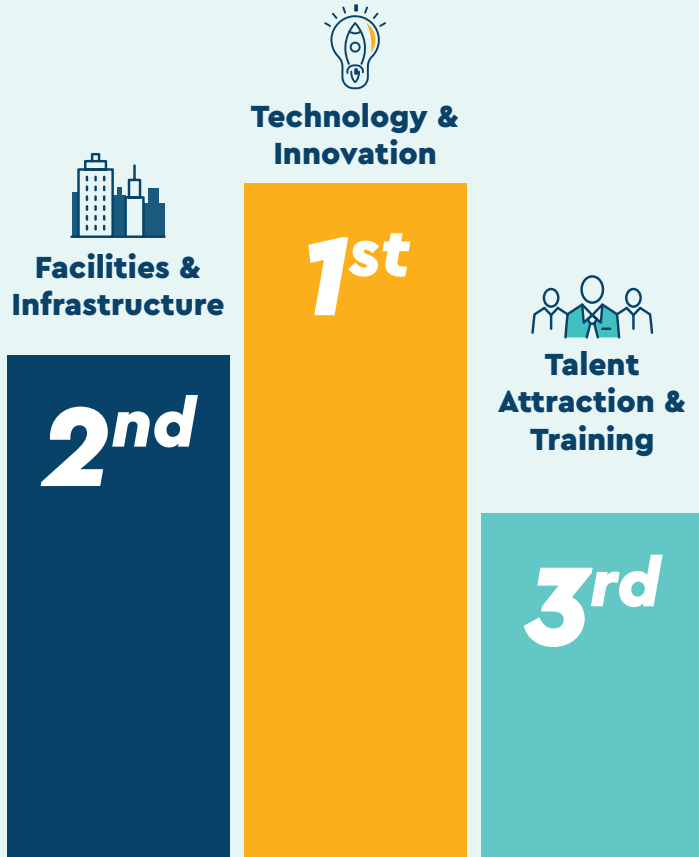 Technology &
Innovation
1st
Facilities &
Infrastructure
2nd
Talent
Attraction &
Training
3rd